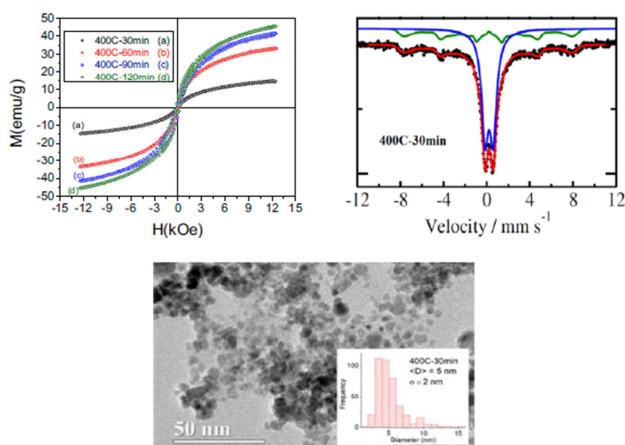 50
40
30
20
10
0
-10
-20
-30
-40
-50
M(emu/g)
400C-30min (a)
400C-60min (b)
400C-90min (c)
400C-120min (d)
(a)
(b)
(c)
(d)
-15 -12 -9 -6 -3 0 3 6 9 12 15
H(kOe)
400C-30min
-12 -8 -4 0 4 8 12
Velocity / mm s⁻¹
50 nm
400C-30min
<D> = 5 nm
σ = 2 nm
100
50
0
Frequency
5 10 15
Diameter (nm)